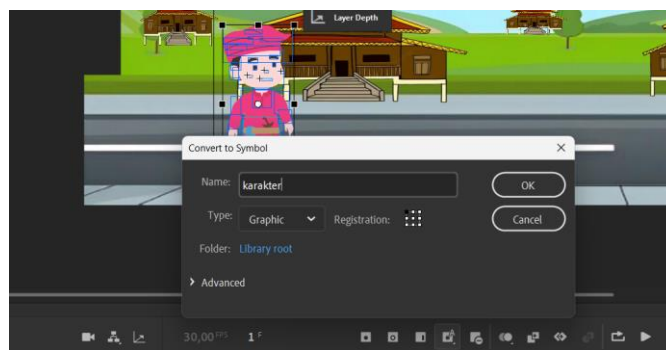 Layer Depth
Convert to Symbol
Name: karakter OK
Type: Graphic Registration: Cancel
Folder: Library root
Advanced
30,00 FPS 1 F